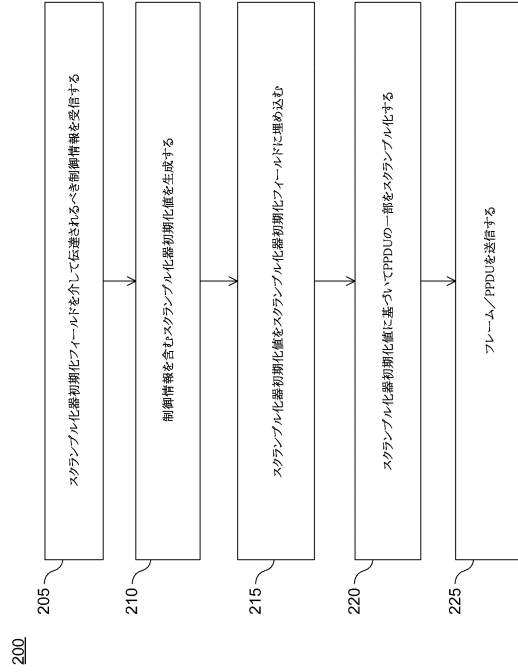 200
205
スクランブル化器初期化フィールドを介して伝達されるべき制御情報を受信する
210
制御情報を含むスクランブル化器初期化値を生成する
215
スクランブル化器初期化値をスクランブル化器初期化フィールドに埋め込む
220
スクランブル化器初期化値に基づいてPPDUの一部をスクランブル化する
225
フレーム/PPDUを送信する